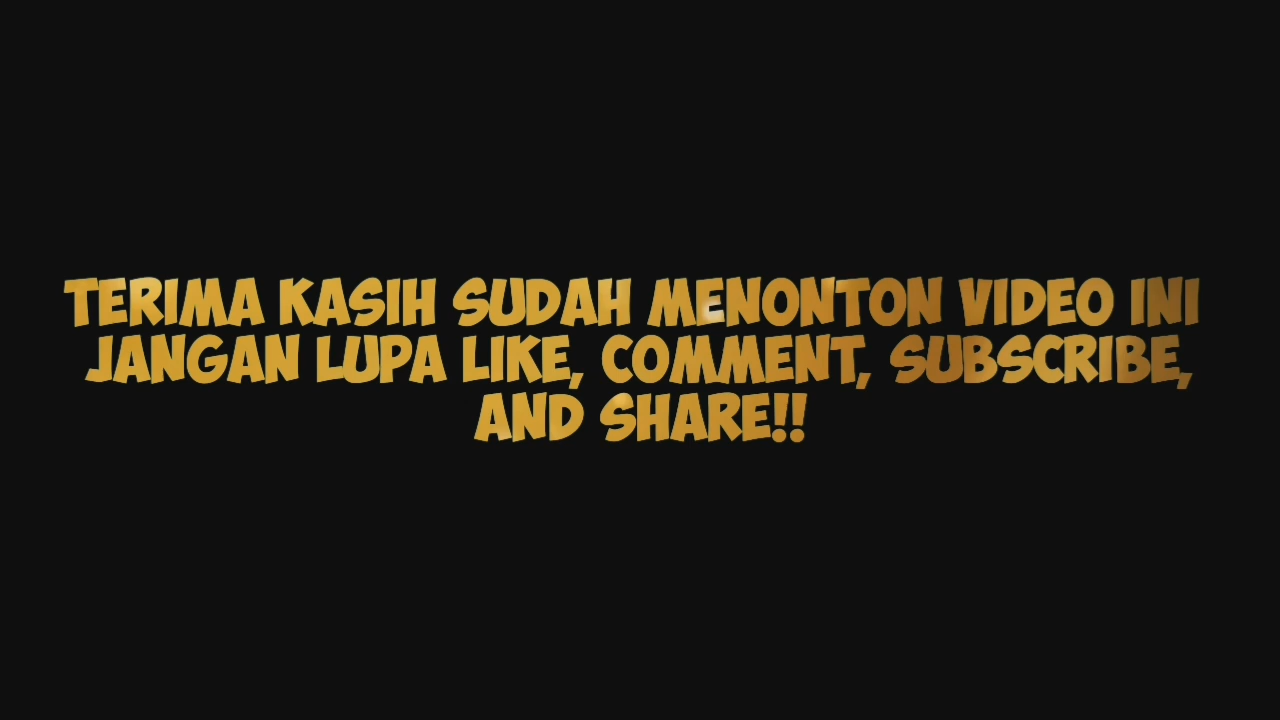 TERIMA KASIH SUDAH MENONTON VIDEO INI
JANGAN LUPA LIKE, COMMENT, SUBSCRIBE,
AND SHARE!!